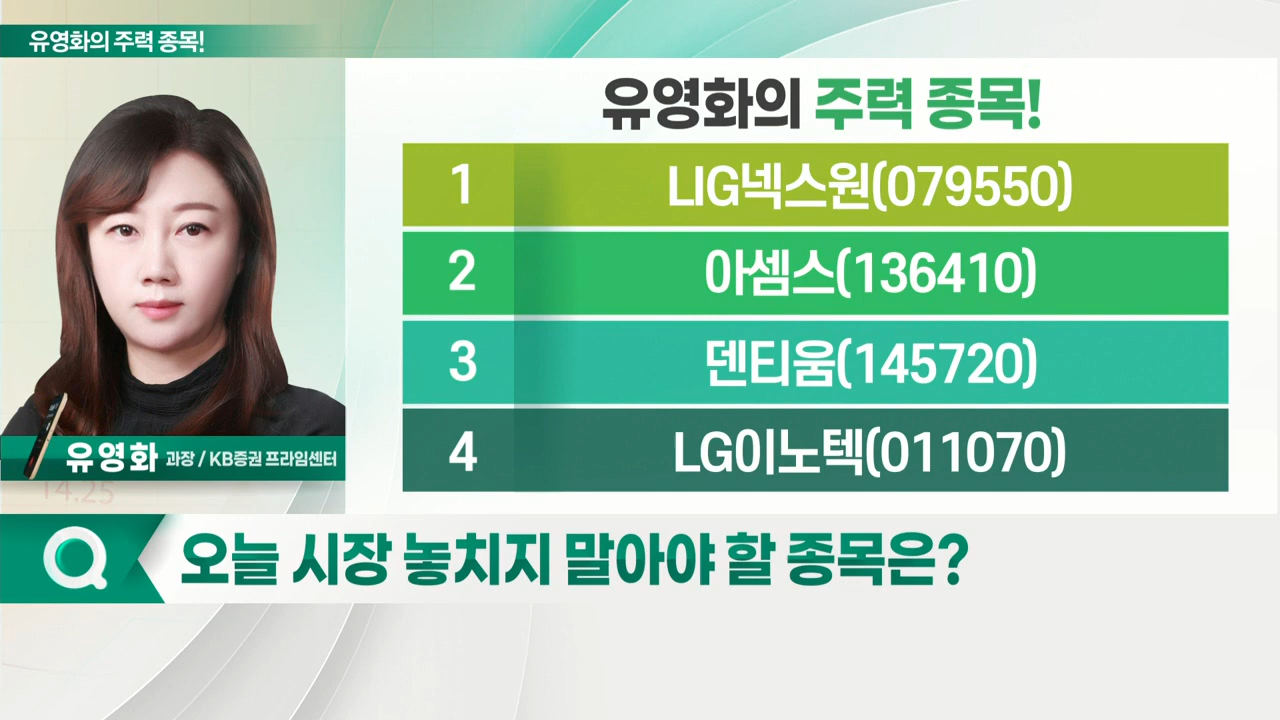 유영화의 주력 종목!
유영화의 주력 종목!
1 LIG넥스원(079550)
2 아셈스(136410)
3 덴티움(145720)
4 LG이노텍(011070)
유영화 과장 / KB증권 프라임센터
14.25
Q 오늘 시장 놓치지 말아야 할 종목은?